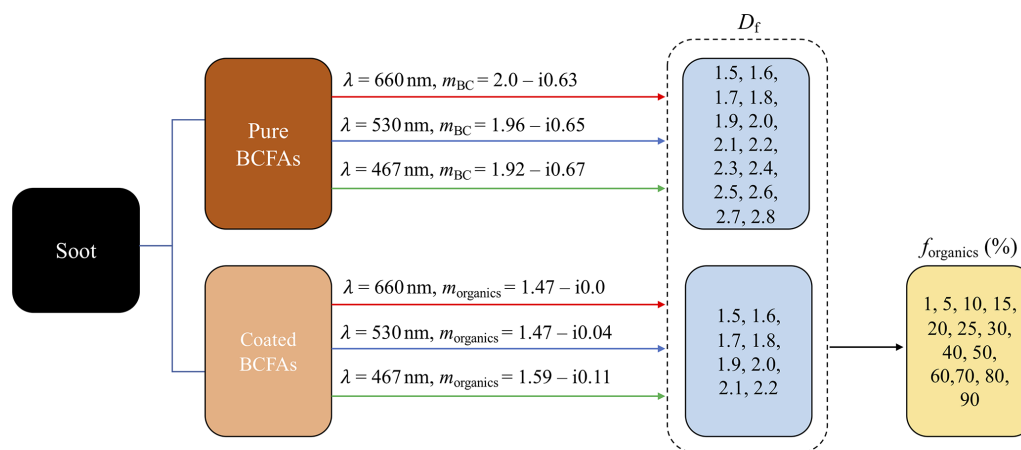 D_f
λ = 660 nm, m_BC = 2.0 – i0.63
λ = 530 nm, m_BC = 1.96 – i0.65
λ = 467 nm, m_BC = 1.92 – i0.67
Pure
BCFAs
1.5, 1.6,
1.7, 1.8,
1.9, 2.0,
2.1, 2.2,
2.3, 2.4,
2.5, 2.6,
2.7, 2.8
Soot
λ = 660 nm, m_organics = 1.47 – i0.0
λ = 530 nm, m_organics = 1.47 – i0.04
λ = 467 nm, m_organics = 1.59 – i0.11
Coated
BCFAs
1.5, 1.6,
1.7, 1.8,
1.9, 2.0,
2.1, 2.2
f_organics (%)
1, 5, 10, 15,
20, 25, 30,
40, 50,
60,70, 80,
90